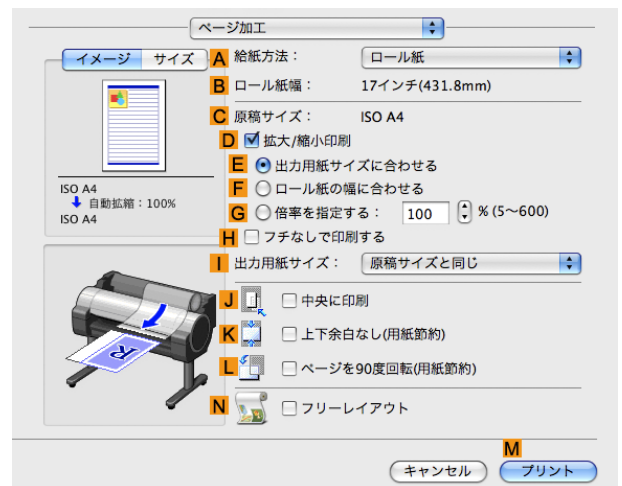 ページ加工
イメージ サイズ
A 給紙方法： ロール紙
B ロール紙幅： 17インチ(431.8mm)
C 原稿サイズ： ISO A4
D 拡大/縮小印刷
E 出力用紙サイズに合わせる
F ロール紙の幅に合わせる
G 倍率を指定する： 100 % (5〜600)
H フチなしで印刷する
I 出力用紙サイズ： 原稿サイズと同じ
ISO A4
自動拡縮：100%
ISO A4
J 中央に印刷
K 上下余白なし(用紙節約)
L ページを90度回転(用紙節約)
N フリーレイアウト
R
M
キャンセル プリント